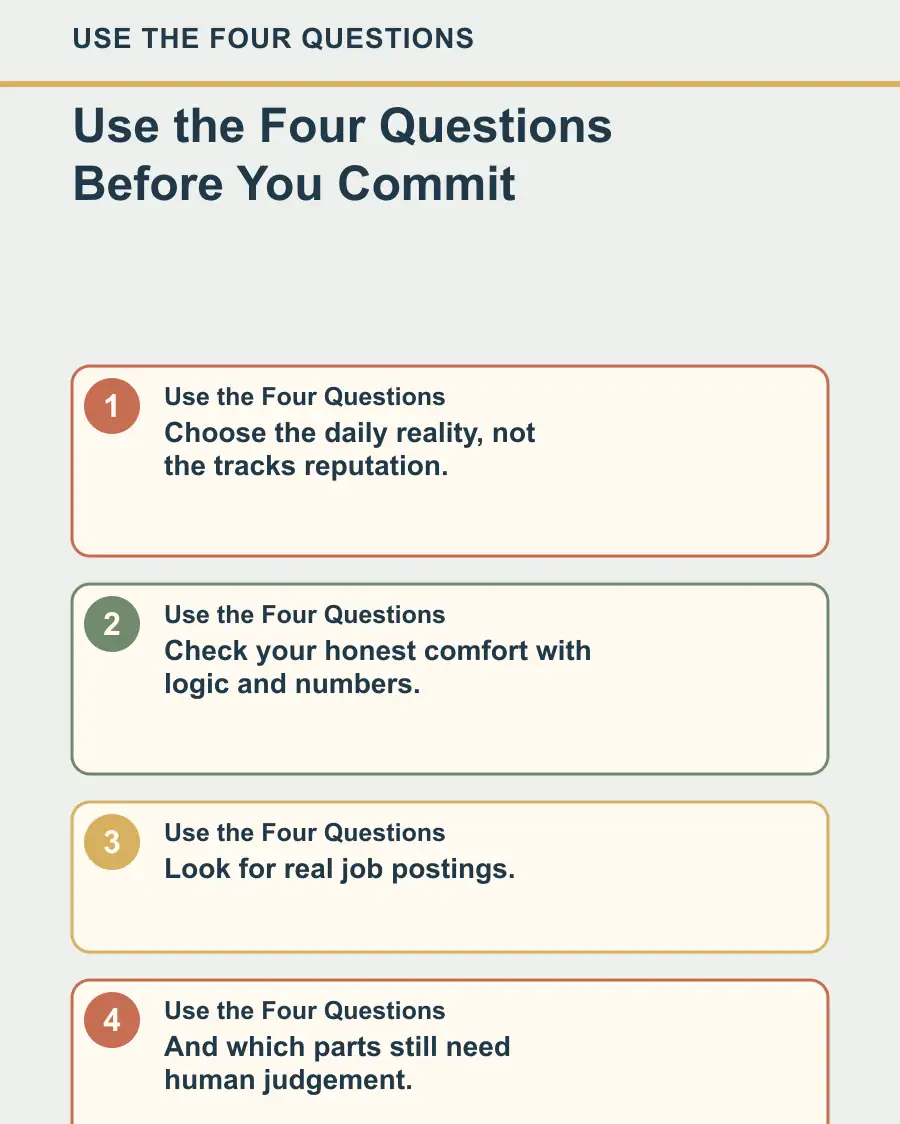 USE THE FOUR QUESTIONS
Use the Four Questions
Before You Commit
1
Use the Four Questions
Choose the daily reality, not
the tracks reputation.
2
Use the Four Questions
Check your honest comfort with
logic and numbers.
3
Use the Four Questions
Look for real job postings.
4
Use the Four Questions
And which parts still need
human judgement.